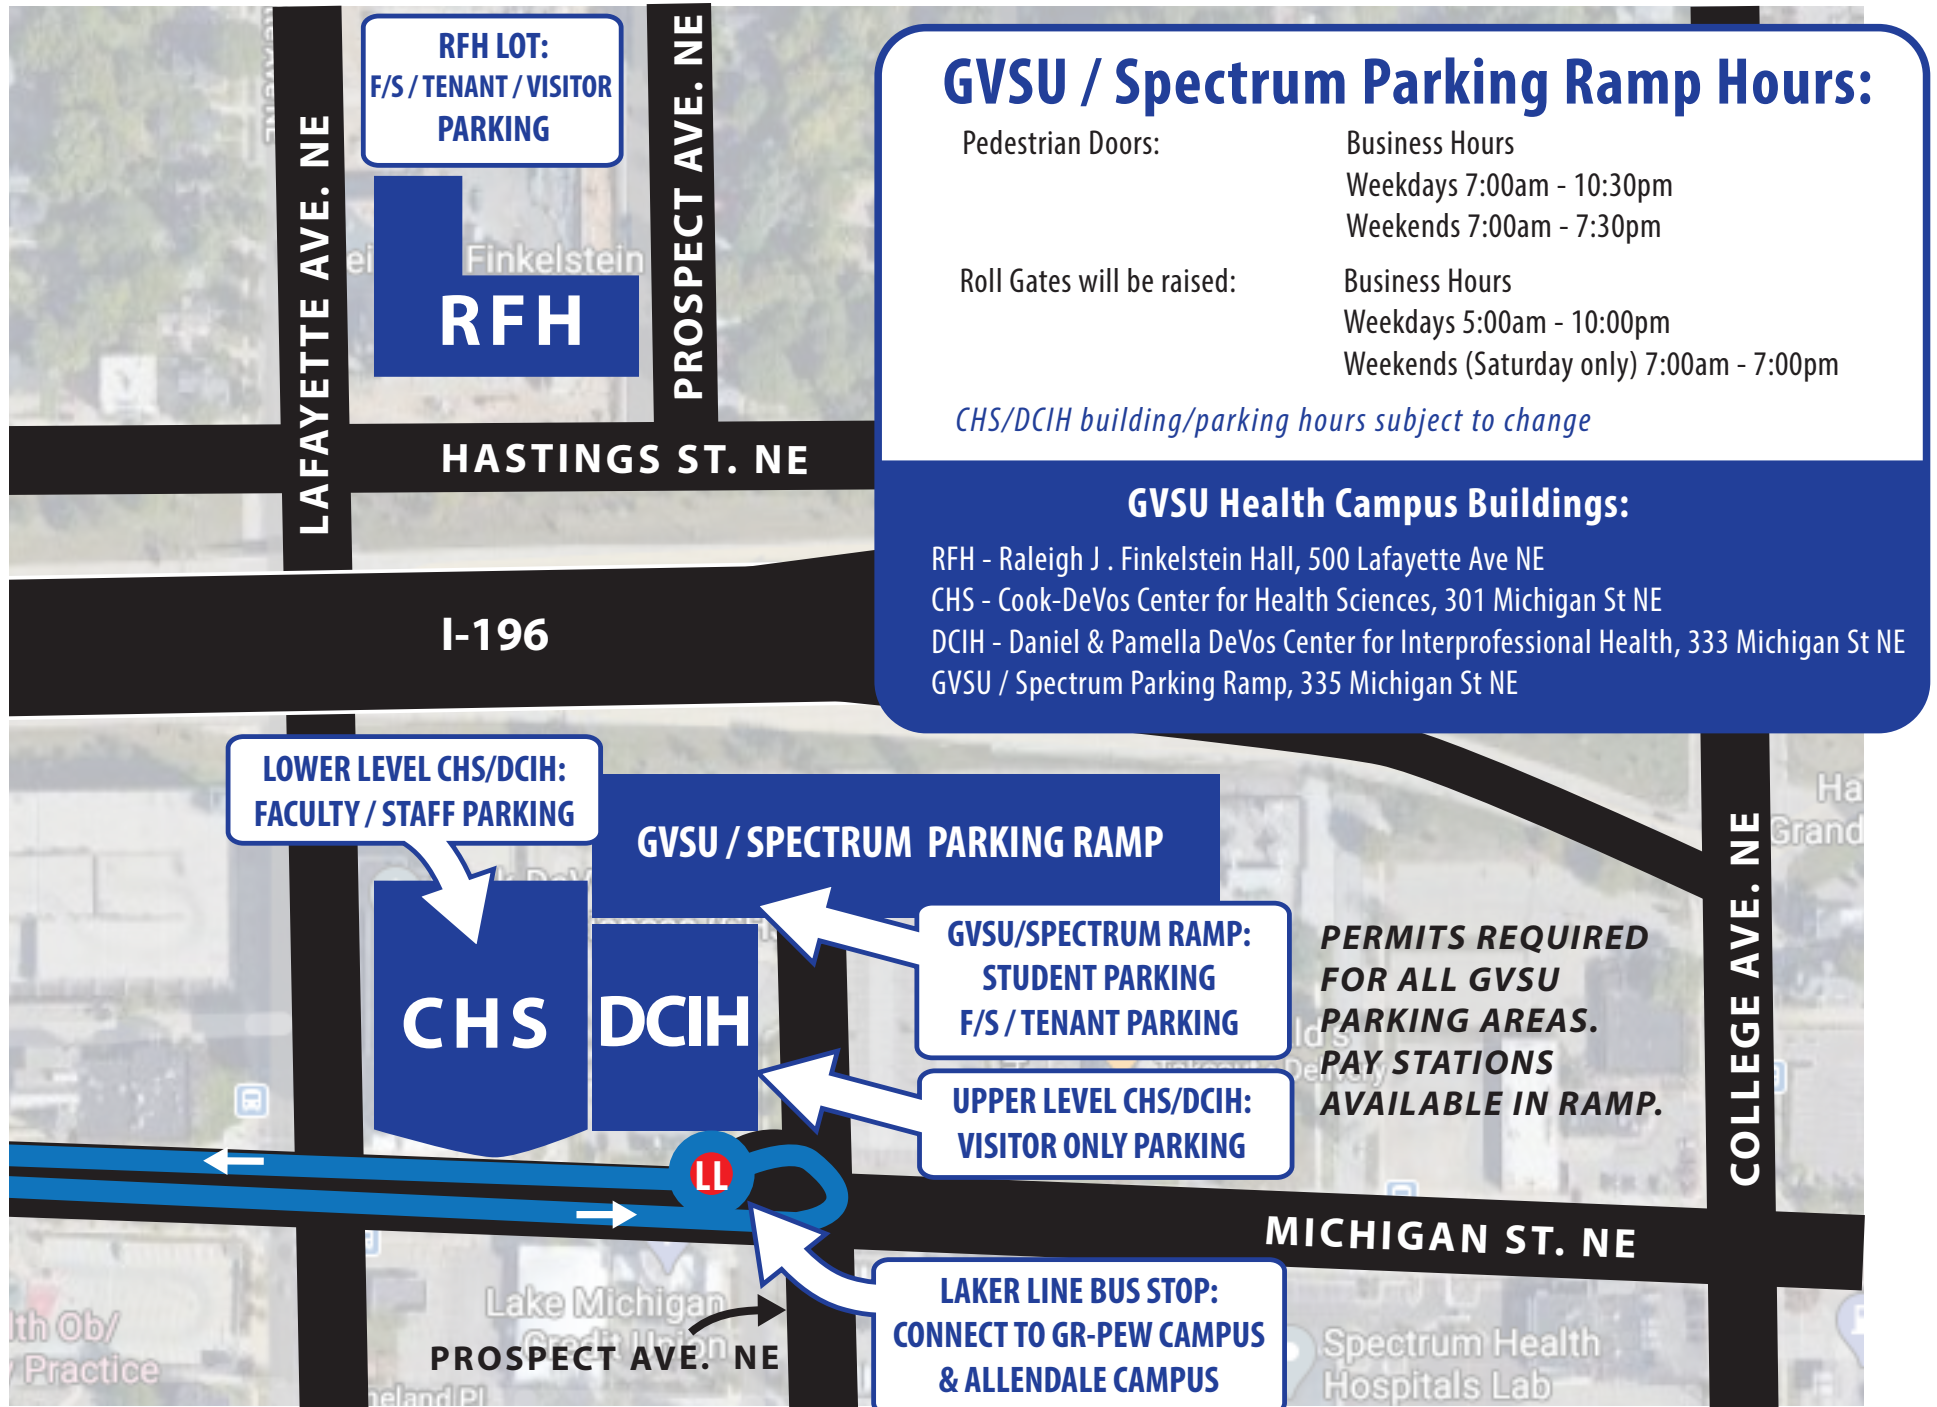 RFH LOT:
F/S / TENANT / VISITOR
PARKING
LAFAYETTE AVE. NE
PROSPECT AVE. NE
Finkelstein
RFH
HASTINGS ST. NE
I-196
GVSU / Spectrum Parking Ramp Hours:
Pedestrian Doors:
Business Hours
Weekdays 7:00am - 10:30pm
Weekends 7:00am - 7:30pm
Roll Gates will be raised:
Business Hours
Weekdays 5:00am - 10:00pm
Weekends (Saturday only) 7:00am - 7:00pm
CHS/DCIH building/parking hours subject to change
GVSU Health Campus Buildings:
RFH - Raleigh J . Finkelstein Hall, 500 Lafayette Ave NE
CHS - Cook-DeVos Center for Health Sciences, 301 Michigan St NE
DCIH - Daniel & Pamella DeVos Center for Interprofessional Health, 333 Michigan St NE
GVSU / Spectrum Parking Ramp, 335 Michigan St NE
LOWER LEVEL CHS/DCIH:
FACULTY / STAFF PARKING
GVSU / SPECTRUM PARKING RAMP
CHS
DCIH
GVSU/SPECTRUM RAMP:
STUDENT PARKING
F/S / TENANT PARKING
UPPER LEVEL CHS/DCIH:
VISITOR ONLY PARKING
PERMITS REQUIRED
FOR ALL GVSU
PARKING AREAS.
PAY STATIONS
AVAILABLE IN RAMP.
COLLEGE AVE. NE
Ha
Grand
LL
MICHIGAN ST. NE
LAKER LINE BUS STOP:
CONNECT TO GR-PEW CAMPUS
& ALLENDALE CAMPUS
Lake Michigan
Credit Union
PROSPECT AVE. NE
th Ob/
Practice
neland Pl
Spectrum Health
Hospitals Lab